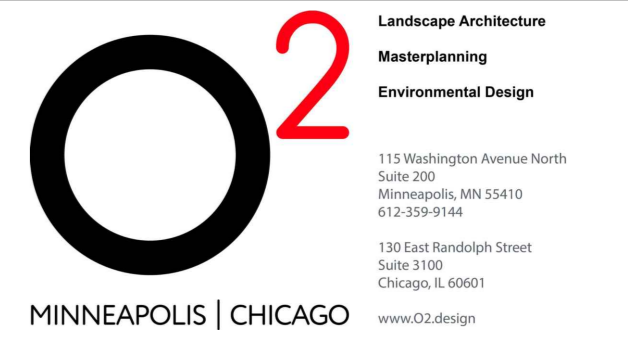 O2
MINNEAPOLIS | CHICAGO
Landscape Architecture
Masterplanning
Environmental Design
115 Washington Avenue North
Suite 200
Minneapolis, MN 55410
612-359-9144
130 East Randolph Street
Suite 3100
Chicago, IL 60601
www.O2.design